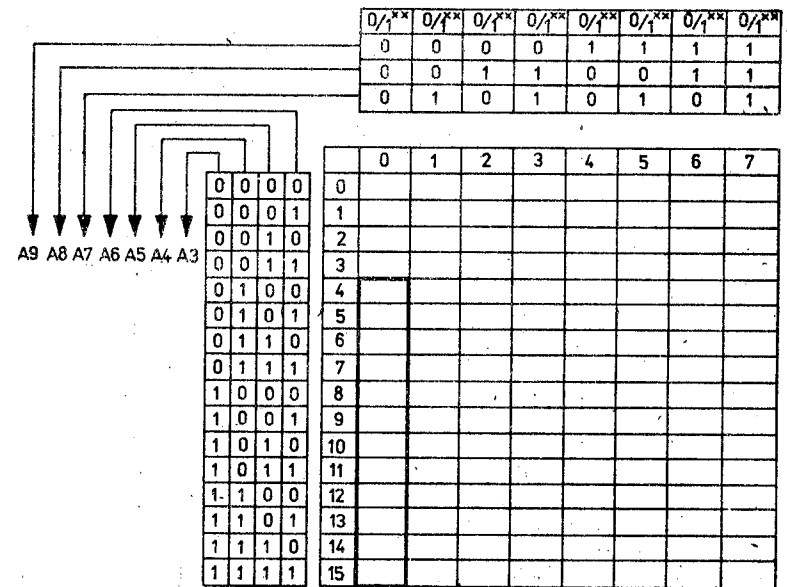 0/1ˣˣ 0/1ˣˣ 0/1ˣˣ 0/1ˣˣ 0/1ˣˣ 0/1ˣˣ 0/1ˣˣ 0/1ˣˣ
0 0 0 0 1 1 1 1
0 0 1 1 0 0 1 1
0 1 0 1 0 1 0 1
0 1 2 3 4 5 6 7
0 0 0 0 0
0 0 0 1 1
0 0 1 0 2
A9 A8 A7 A6 A5 A4 A3 0 0 1 1 3
0 1 0 0 4
0 1 0 1 5
0 1 1 0 6
0 1 1 1 7
1 0 0 0 8
1 0 0 1 9
1 0 1 0 10
1 0 1 1 11
1 1 0 0 12
1 1 0 1 13
1 1 1 0 14
1 1 1 1 15